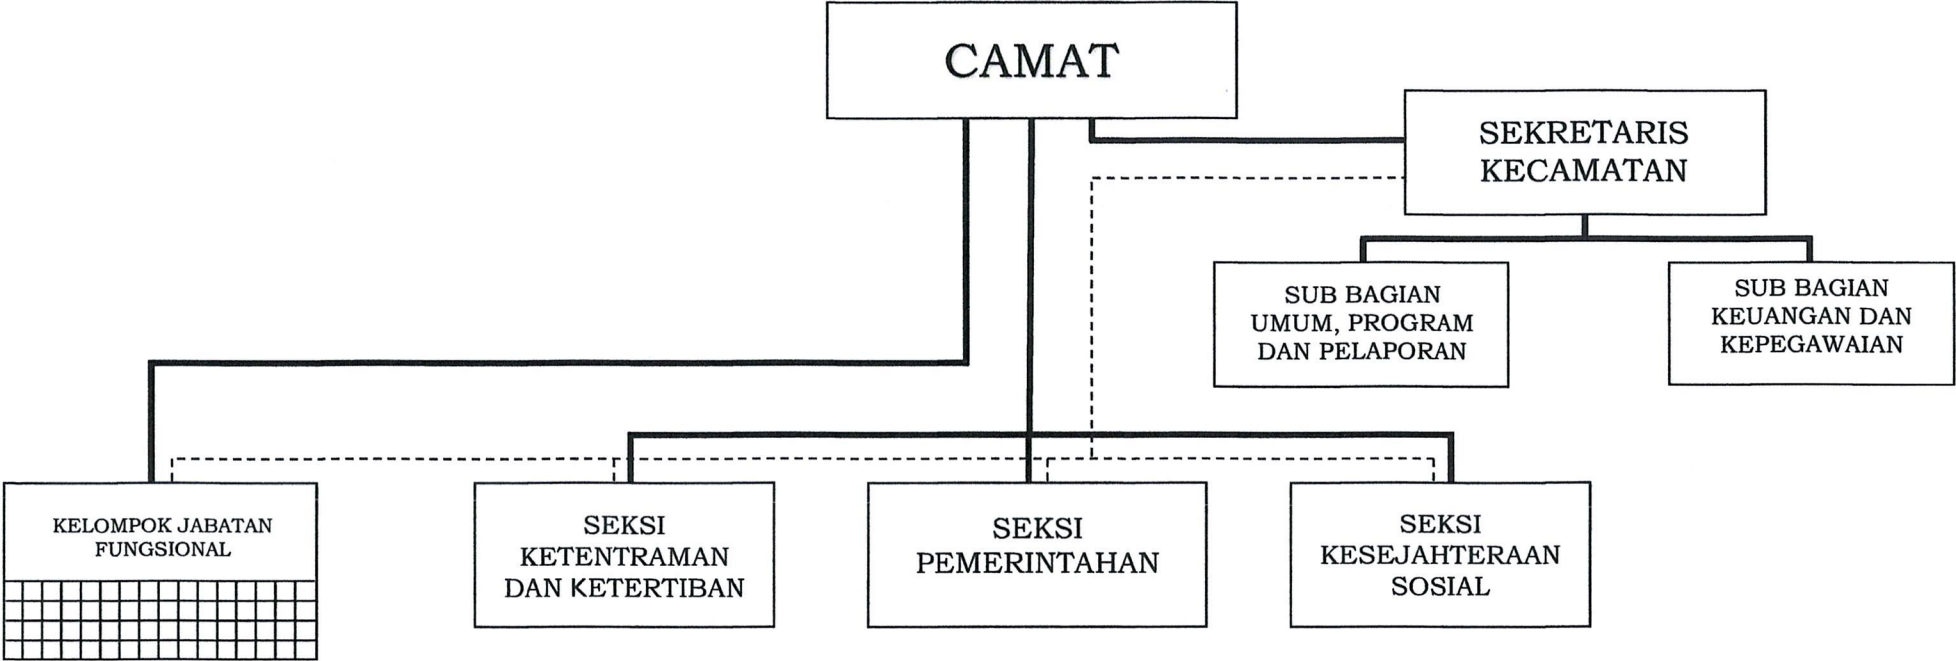 CAMAT
SEKRETARIS
KECAMATAN
SUB BAGIAN
UMUM, PROGRAM
DAN PELAPORAN
SUB BAGIAN
KEUANGAN DAN
KEPEGAWAIAN
KELOMPOK JABATAN
FUNGSIONAL
SEKSI
KETENTRAMAN
DAN KETERTIBAN
SEKSI
PEMERINTAHAN
SEKSI
KESEJAHTERAAN
SOSIAL